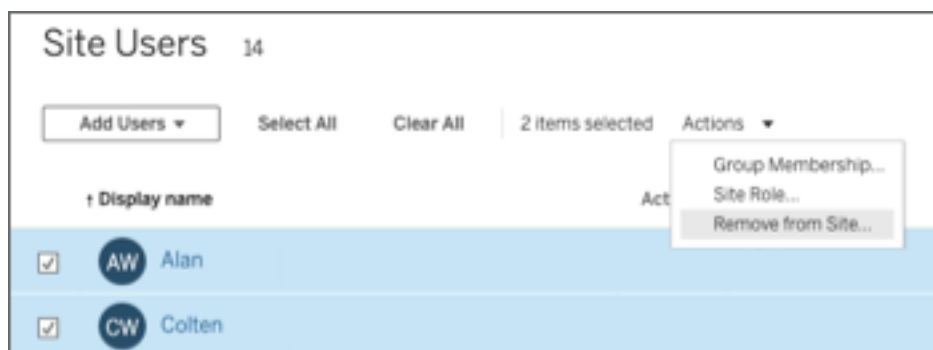 Site Users 14
Add Users Select All Clear All 2 items selected Actions
Group Membership...
Site Role...
Remove from Site...
↑ Display name Act
AW Alan
CW Colten